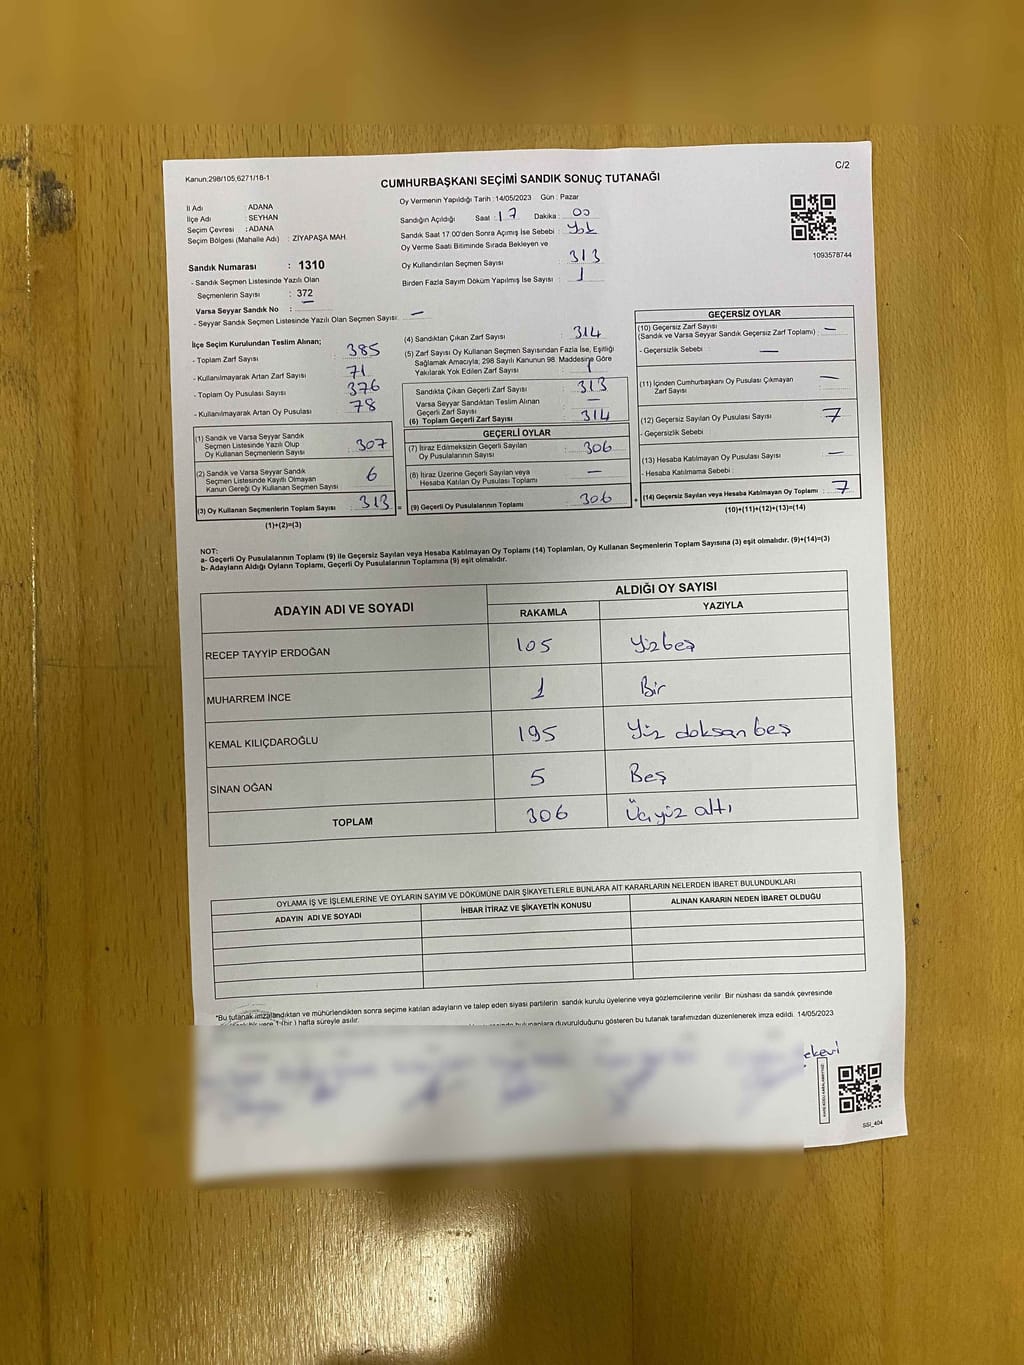 Kanun:298/105,6271/18-1
C/2
CUMHURBAŞKANI SEÇİMİ SANDIK SONUÇ TUTANAĞI
İl Adı : ADANA
İlçe Adı : SEYHAN
Seçim Çevresi : ADANA
Seçim Bölgesi (Mahalle Adı) : ZİYAPAŞA MAH.
Sandık Numarası : 1310
- Sandık Seçmen Listesinde Yazılı Olan
Seçmenlerin Sayısı : 372
Varsa Seyyar Sandık No :
- Seyyar Sandık Seçmen Listesinde Yazılı Olan Seçmen Sayısı: —
Oy Vermenin Yapıldığı Tarih : 14/05/2023 Gün : Pazar
Sandığın Açıldığı Saat : 17 Dakika : 00
Sandık Saat 17.00'den Sonra Açımış İse Sebebi : Yok
Oy Verme Saati Bitiminde Sırada Bekleyen ve
Oy Kullandırılan Seçmen Sayısı : 313
Birden Fazla Sayım Döküm Yapılmış İse Sayısı : 1
1093578744
İlçe Seçim Kurulundan Teslim Alınan;
- Toplam Zarf Sayısı : 385
- Kullanılmayarak Artan Zarf Sayısı : 71
- Toplam Oy Pusulası Sayısı : 376
- Kullanılmayarak Artan Oy Pusulası : 78
(1) Sandık ve Varsa Seyyar Sandık
Seçmen Listesinde Yazılı Olup
Oy Kullanan Seçmenlerin Sayısı : 307
(2) Sandık ve Varsa Seyyar Sandık
Seçmen Listesinde Kayıtlı Olmayan
Kanun Gereği Oy Kullanan Seçmen Sayısı : 6
(3) Oy Kullanan Seçmenlerin Toplam Sayısı : 313
(1)+(2)=(3)
(4) Sandıktan Çıkan Zarf Sayısı : 314
(5) Zarf Sayısı Oy Kullanan Seçmen Sayısından Fazla İse, Eşitliği
Sağlamak Amacıyla; 298 Sayılı Kanunun 98. Maddesine Göre
Yakılarak Yok Edilen Zarf Sayısı : 1
Sandıkta Çıkan Geçerli Zarf Sayısı : 313
Varsa Seyyar Sandıktan Teslim Alınan
Geçerli Zarf Sayısı : —
(6) Toplam Geçerli Zarf Sayısı : 314
GEÇERLİ OYLAR
(7) İtiraz Edilmeksizin Geçerli Sayılan
Oy Pusulalarının Sayısı : 306
(8) İtiraz Üzerine Geçerli Sayılan veya
Hesaba Katılan Oy Pusulası Toplamı : —
= (9) Geçerli Oy Pusulalarının Toplamı : 306
GEÇERSİZ OYLAR
(10) Geçersiz Zarf Sayısı
(Sandık ve Varsa Seyyar Sandık Geçersiz Zarf Toplamı) : —
- Geçersizlik Sebebi : —
(11) İçinden Cumhurbaşkanı Oy Pusulası Çıkmayan
Zarf Sayısı : —
(12) Geçersiz Sayılan Oy Pusulası Sayısı : 7
- Geçersizlik Sebebi :
(13) Hesaba Katılmayan Oy Pusulası Sayısı : —
- Hesaba Katılmama Sebebi :
+ (14) Geçersiz Sayılan veya Hesaba Katılmayan Oy Toplamı : 7
(10)+(11)+(12)+(13)=(14)
NOT:
a- Geçerli Oy Pusulalarının Toplamı (9) ile Geçersiz Sayılan veya Hesaba Katılmayan Oy Toplamı (14) Toplamları, Oy Kullanan Seçmenlerin Toplam Sayısına (3) eşit olmalıdır. (9)+(14)=(3)
b- Adayların Aldığı Oyların Toplamı, Geçerli Oy Pusulalarının Toplamına (9) eşit olmalıdır.
ADAYIN ADI VE SOYADI
ALDIĞI OY SAYISI
RAKAMLA YAZIYLA
RECEP TAYYİP ERDOĞAN 105 Yüzbeş
MUHARREM İNCE 1 Bir
KEMAL KILIÇDAROĞLU 195 Yüz doksan beş
SİNAN OĞAN 5 Beş
TOPLAM 306 Üçyüz altı
OYLAMA İŞ VE İŞLEMLERİNE VE OYLARIN SAYIM VE DÖKÜMÜNE DAİR ŞİKAYETLERLE BUNLARA AİT KARARLARIN NELERDEN İBARET BULUNDUKLARI
ADAYIN ADI VE SOYADI İHBAR İTİRAZ VE ŞİKAYETİN KONUSU ALINAN KARARIN NEDEN İBARET OLDUĞU
"Bu tutanak imzalandıktan ve mühürlendikten sonra seçime katılan adayların ve talep eden siyasi partilerin sandık kurulu üyelerine veya gözlemcilerine verilir. Bir nüshası da sandık çevresinde
1 (bir ) hafta süreyle asılır. duyurulduğunu gösteren bu tutanak tarafımızdan düzenlenerek imza edildi. 14/05/2023
ekevi
SSİ_404